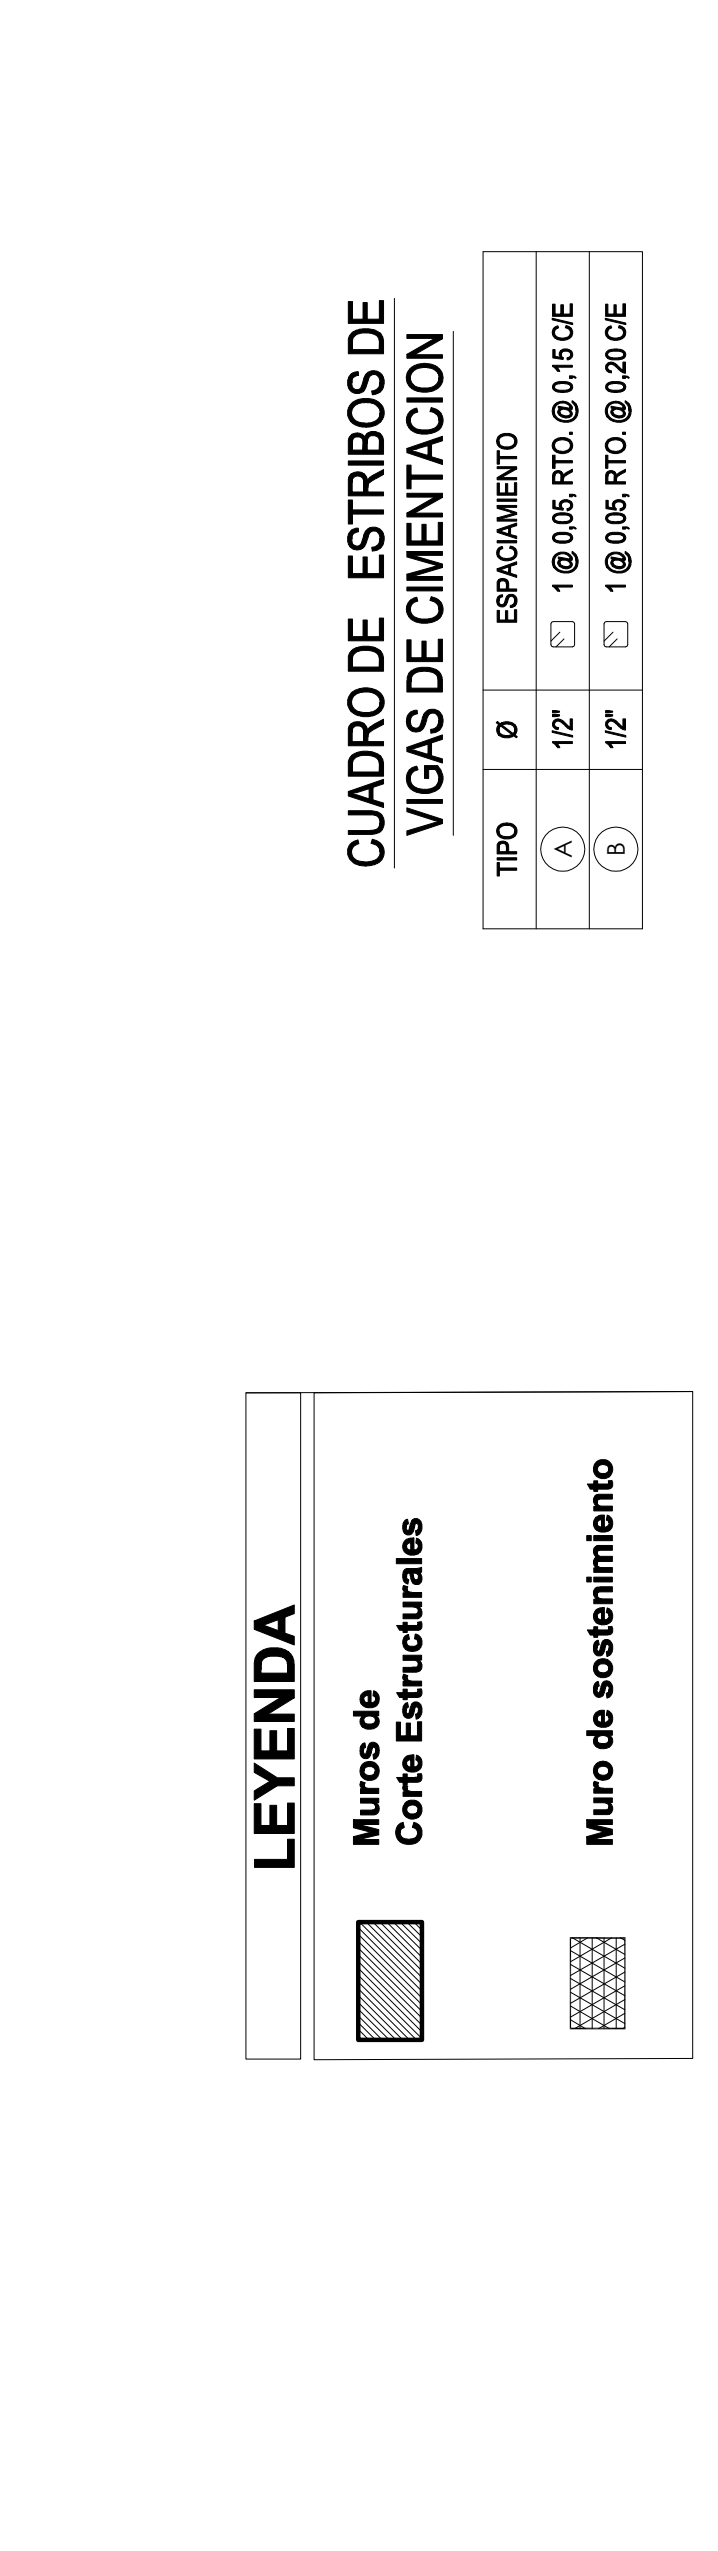 LEYENDA
Muros de
Corte Estructurales
Muro de sostenimiento
CUADRO DE ESTRIBOS DE
VIGAS DE CIMENTACION
TIPO Ø ESPACIAMIENTO
A 1/2" 1 @ 0,05, RTO. @ 0,15 C/E
B 1/2" 1 @ 0,05, RTO. @ 0,20 C/E